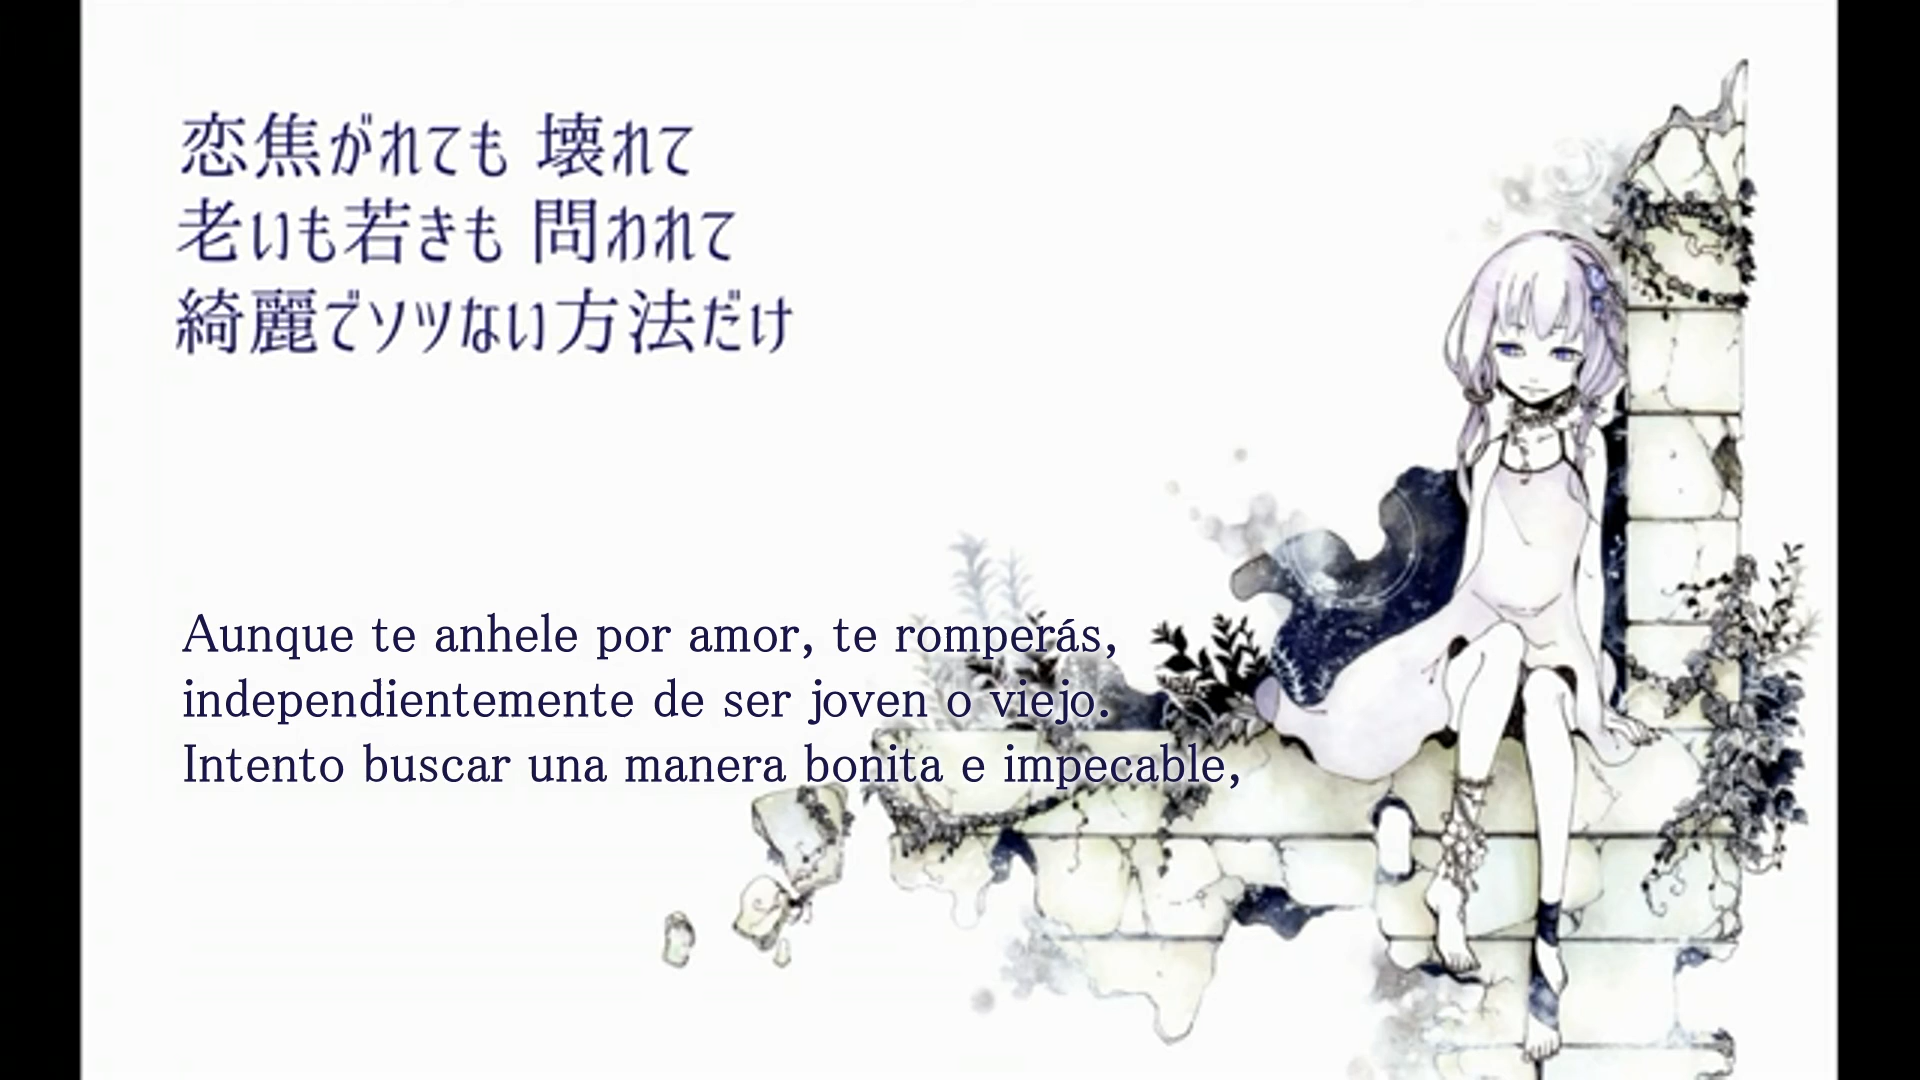 恋焦がれても 壊れて
老いも若きも 問われて
綺麗でソツない方法だけ
Aunque te anhele por amor, te romperás,
independientemente de ser joven o viejo.
Intento buscar una manera bonita e impecable,